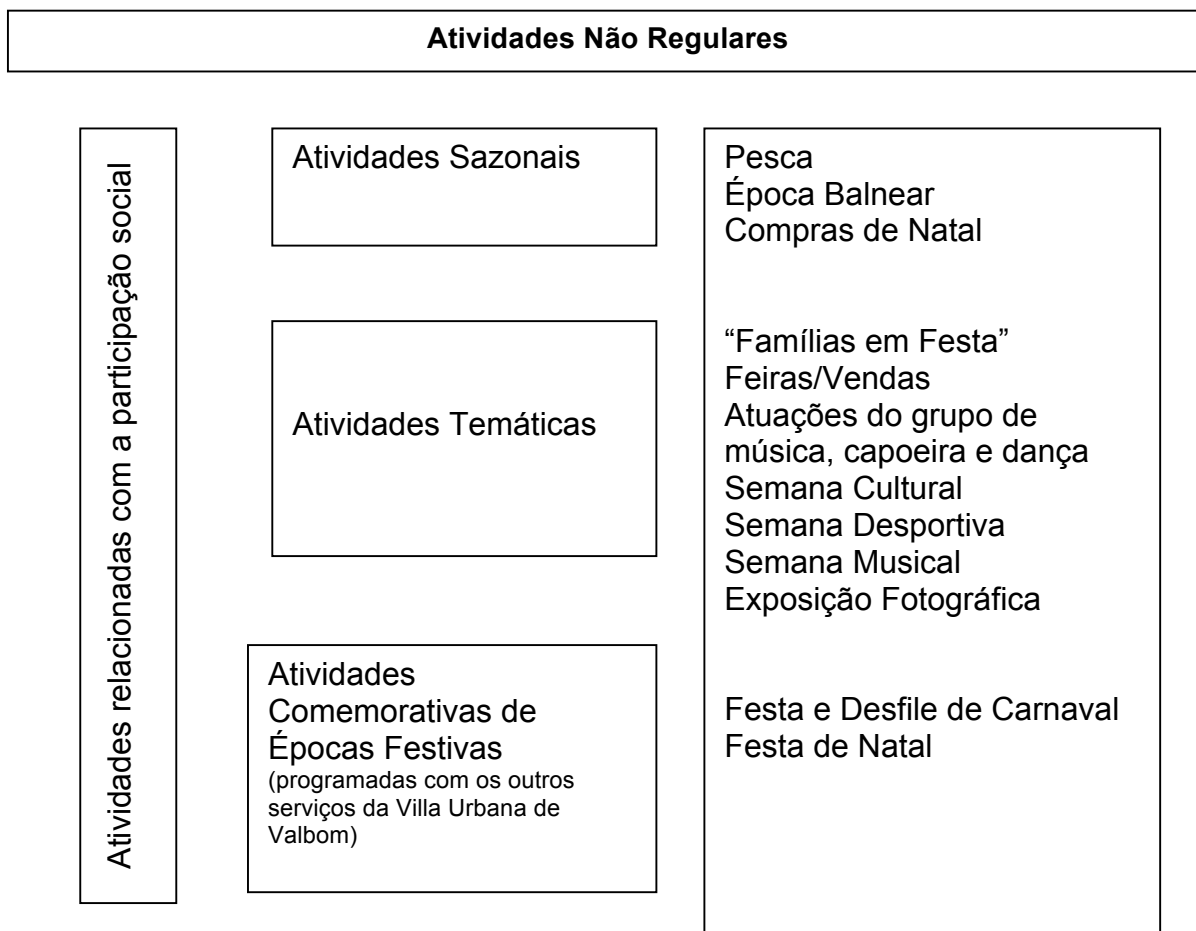 Atividades Não Regulares
Atividades relacionadas com a participação social
Atividades Sazonais
Pesca
Época Balnear
Compras de Natal
Atividades Temáticas
“Famílias em Festa”
Feiras/Vendas
Atuações do grupo de
música, capoeira e dança
Semana Cultural
Semana Desportiva
Semana Musical
Exposição Fotográfica
Atividades
Comemorativas de
Épocas Festivas
(programadas com os outros
serviços da Villa Urbana de
Valbom)
Festa e Desfile de Carnaval
Festa de Natal